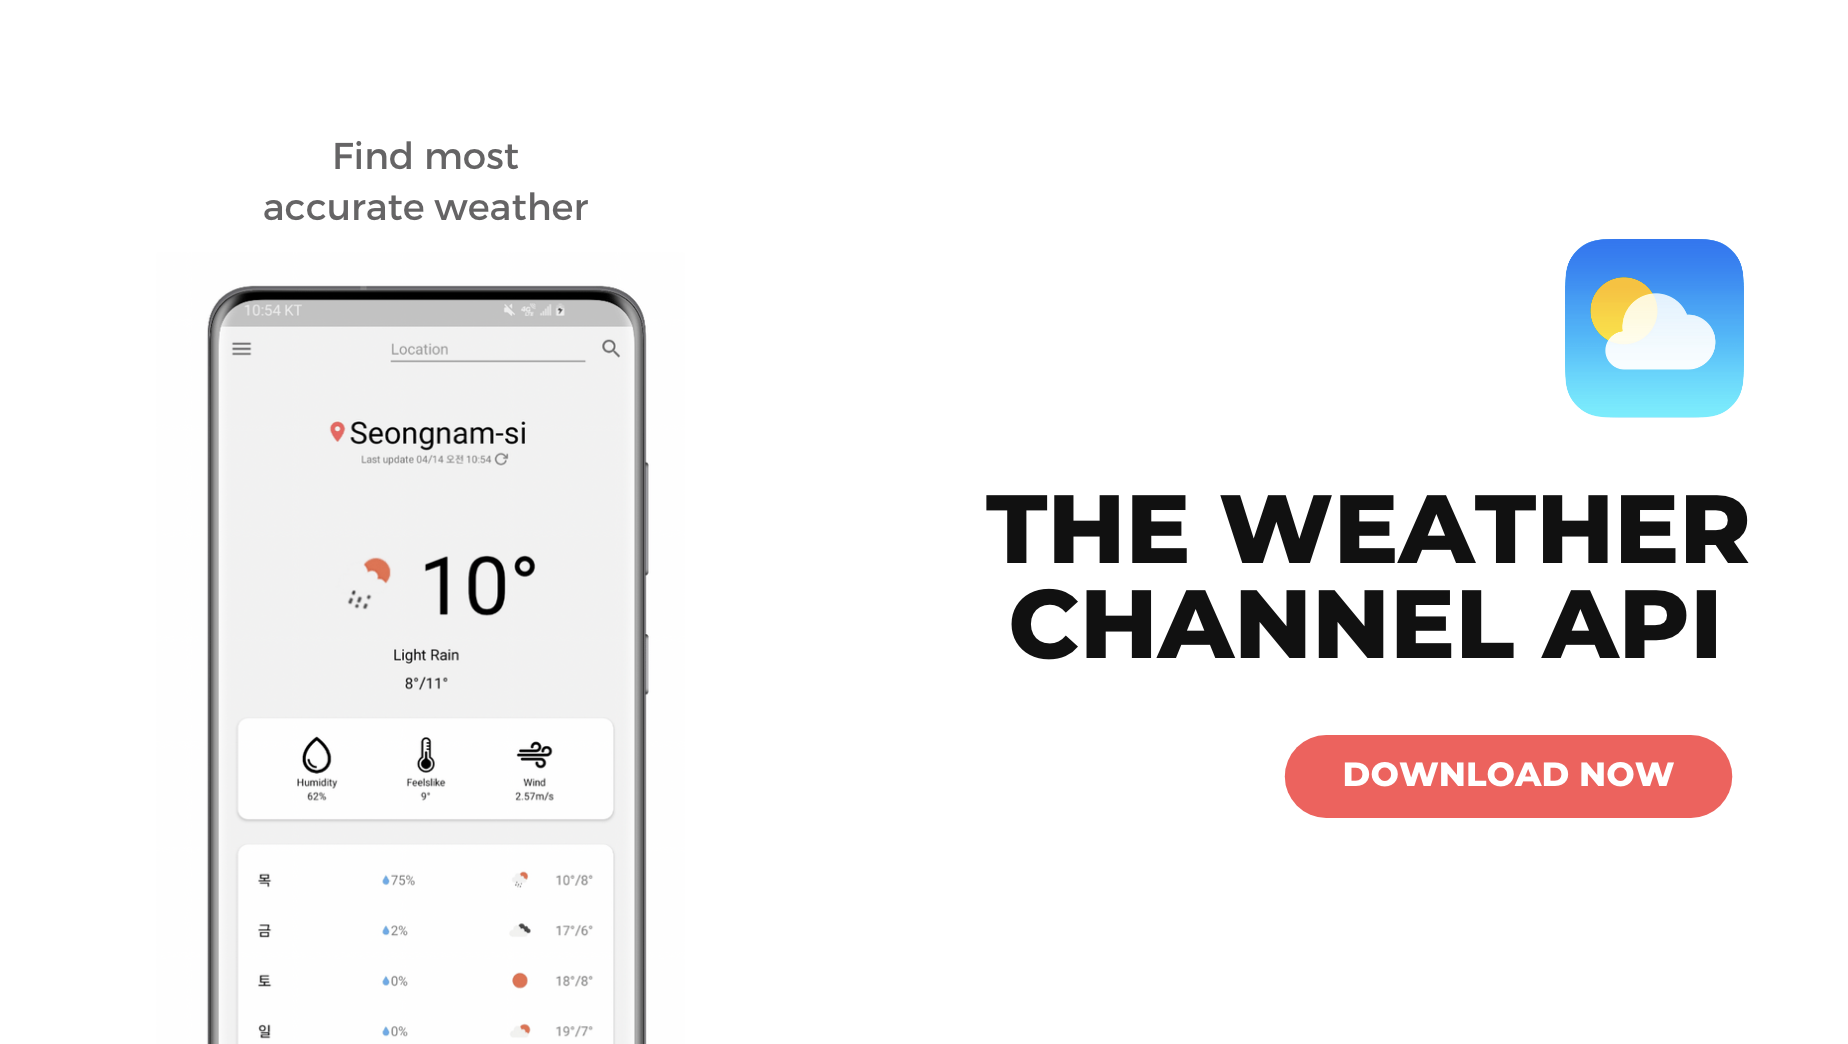 Find most
accurate weather
10:54 KT
Location
Seongnam-si
Last update 04/14 오전 10:54
10°
Light Rain
8°/11°
Humidity Feelslike Wind
62% 9° 2.57m/s
목 75% 10°/8°
금 2% 17°/6°
토 0% 18°/8°
일 0% 19°/7°
THE WEATHER
CHANNEL API
DOWNLOAD NOW